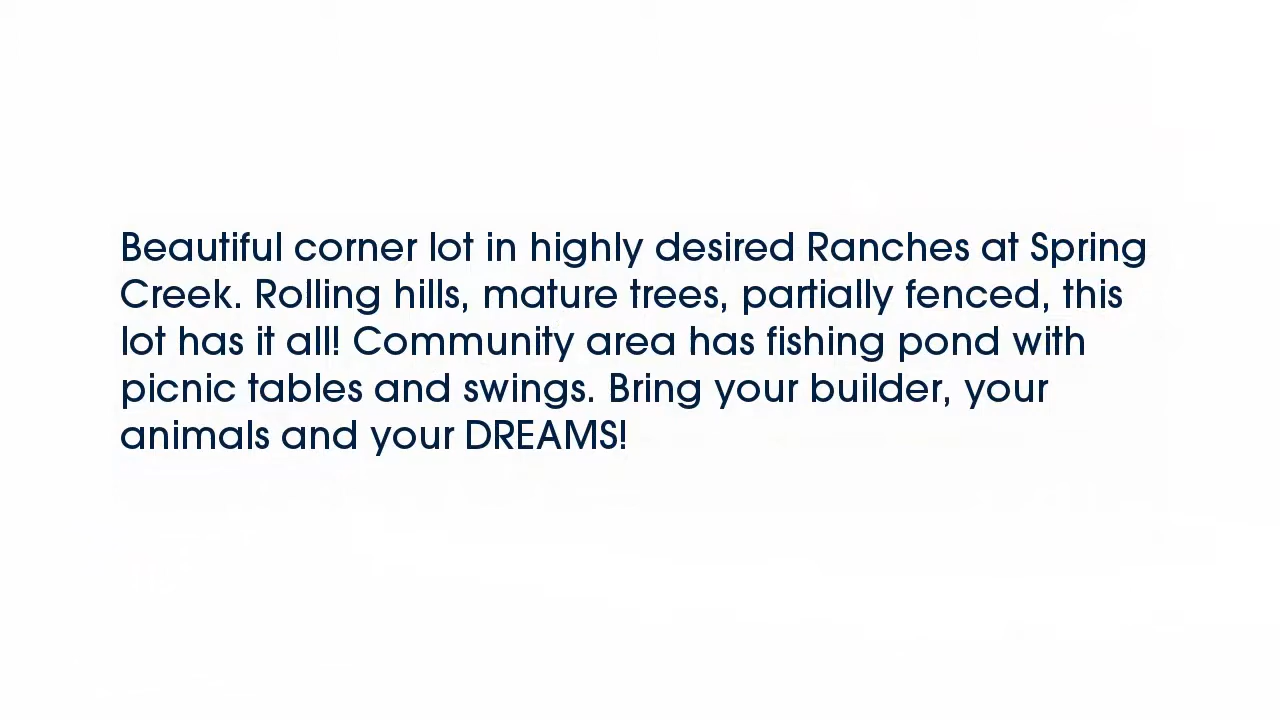 Beautiful corner lot in highly desired Ranches at Spring
Creek. Rolling hills, mature trees, partially fenced, this
lot has it all! Community area has fishing pond with
picnic tables and swings. Bring your builder, your
animals and your DREAMS!